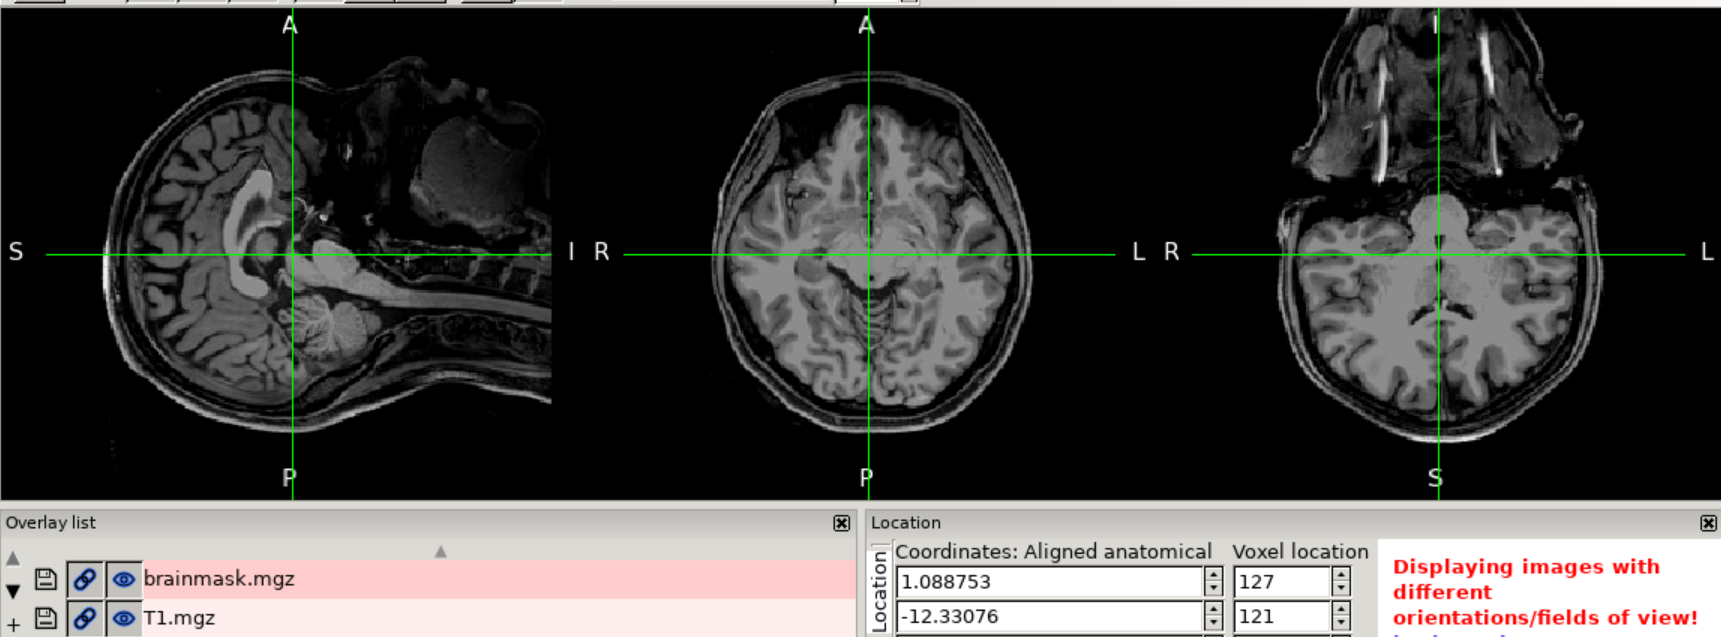 A
A
I
S
I
R
L
R
L
P
P
S
Overlay list
Location
brainmask.mgz
T1.mgz
+
Location
Coordinates: Aligned anatomical
Voxel location
1.088753
127
-12.33076
121
Displaying images with
different
orientations/fields of view!